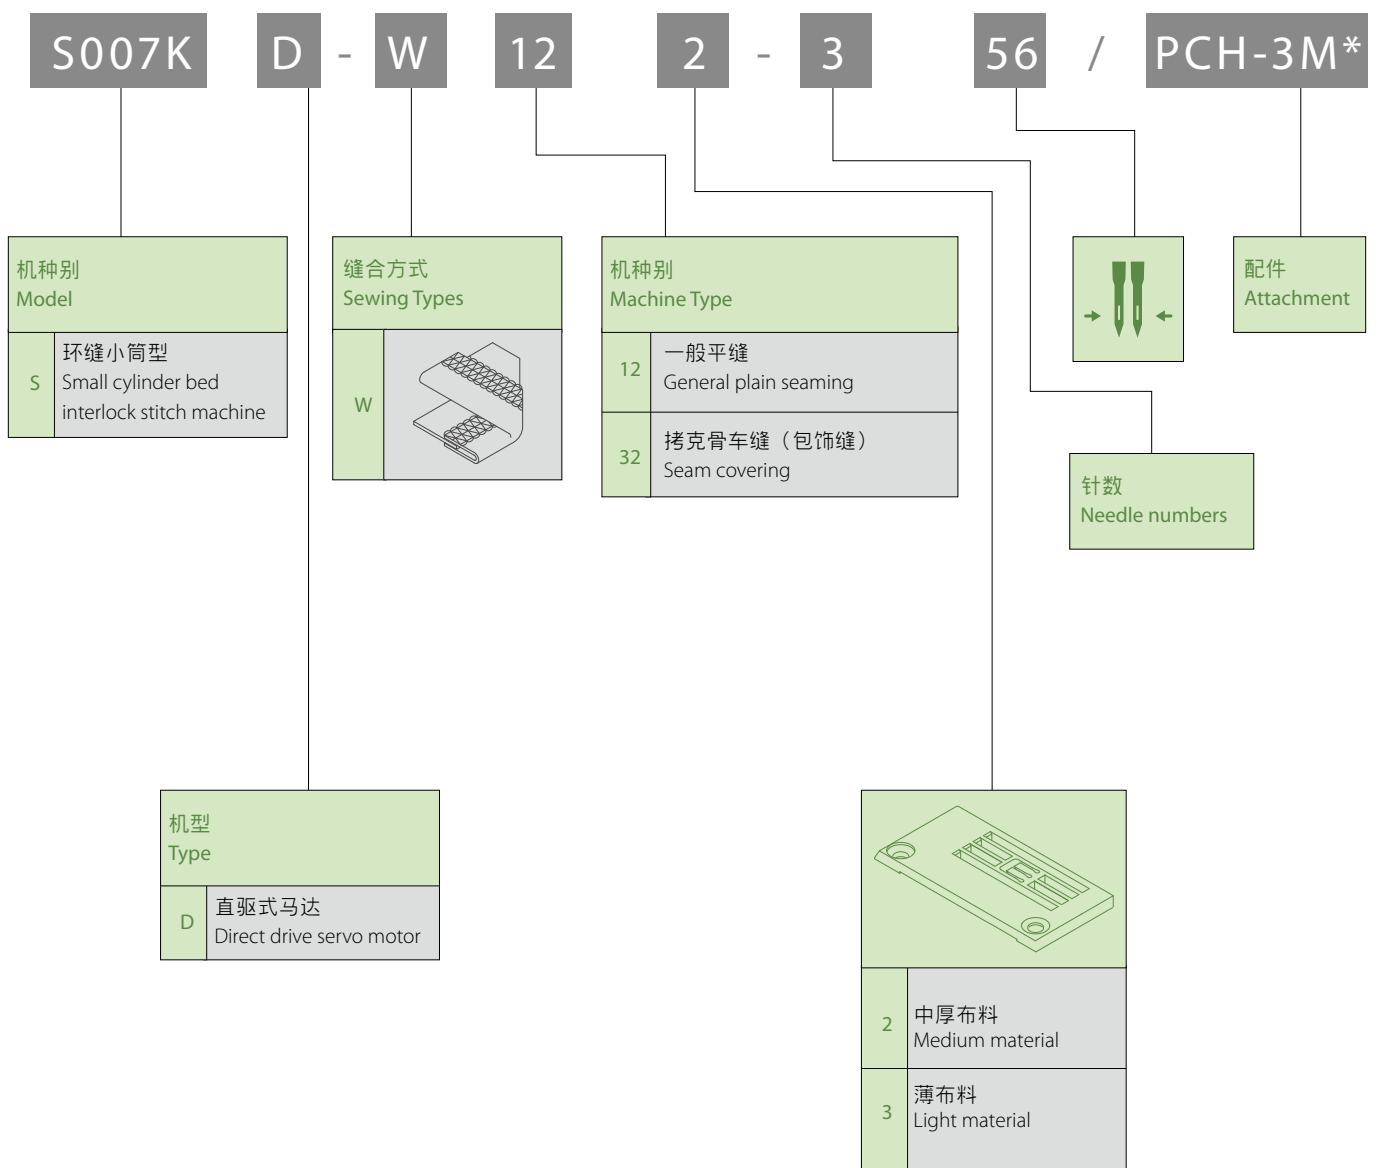 S007K D - W 12 2 - 3 56 / PCH-3M*
机种别
Model
S
环缝小筒型
Small cylinder bed
interlock stitch machine
缝合方式
Sewing Types
W
机种别
Machine Type
12
一般平缝
General plain seaming
32
拷克骨车缝（包饰缝）
Seam covering
配件
Attachment
针数
Needle numbers
机型
Type
D
直驱式马达
Direct drive servo motor
2
中厚布料
Medium material
3
薄布料
Light material